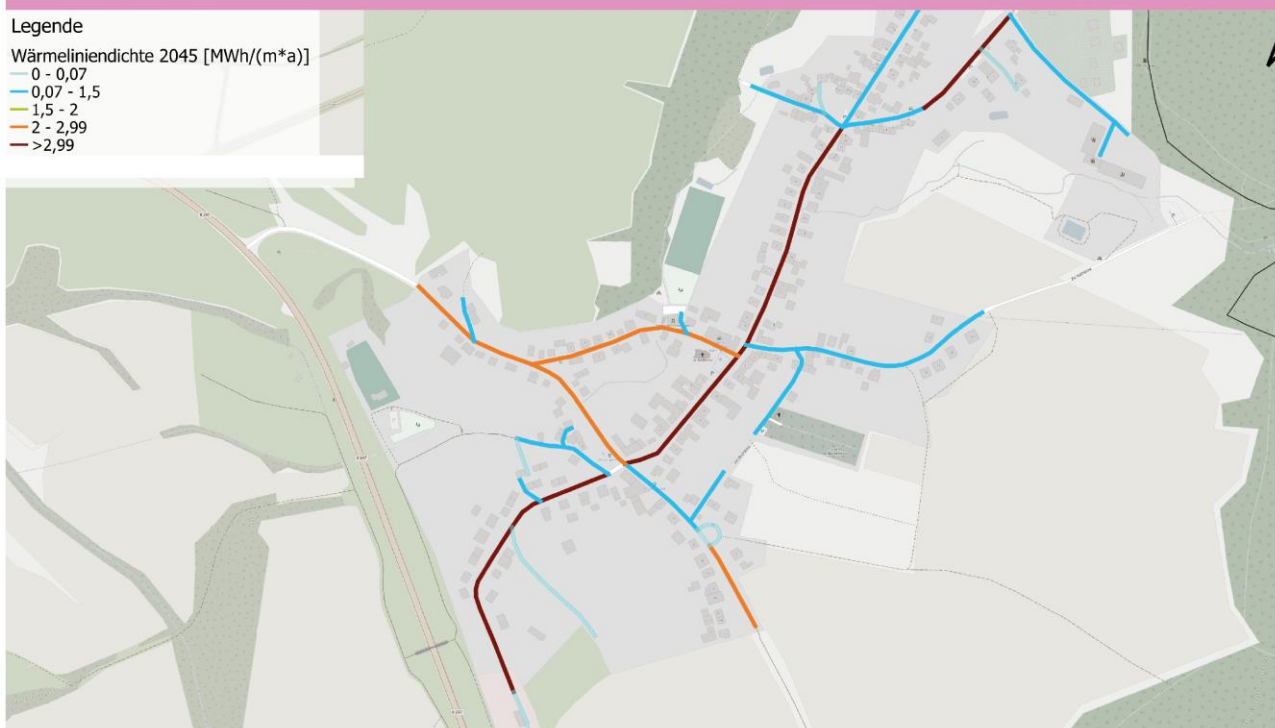 Legende
Wärmeliniendichte 2045 [MWh/(m*a)]
0 - 0,07
0,07 - 1,5
1,5 - 2
2 - 2,99
>2,99